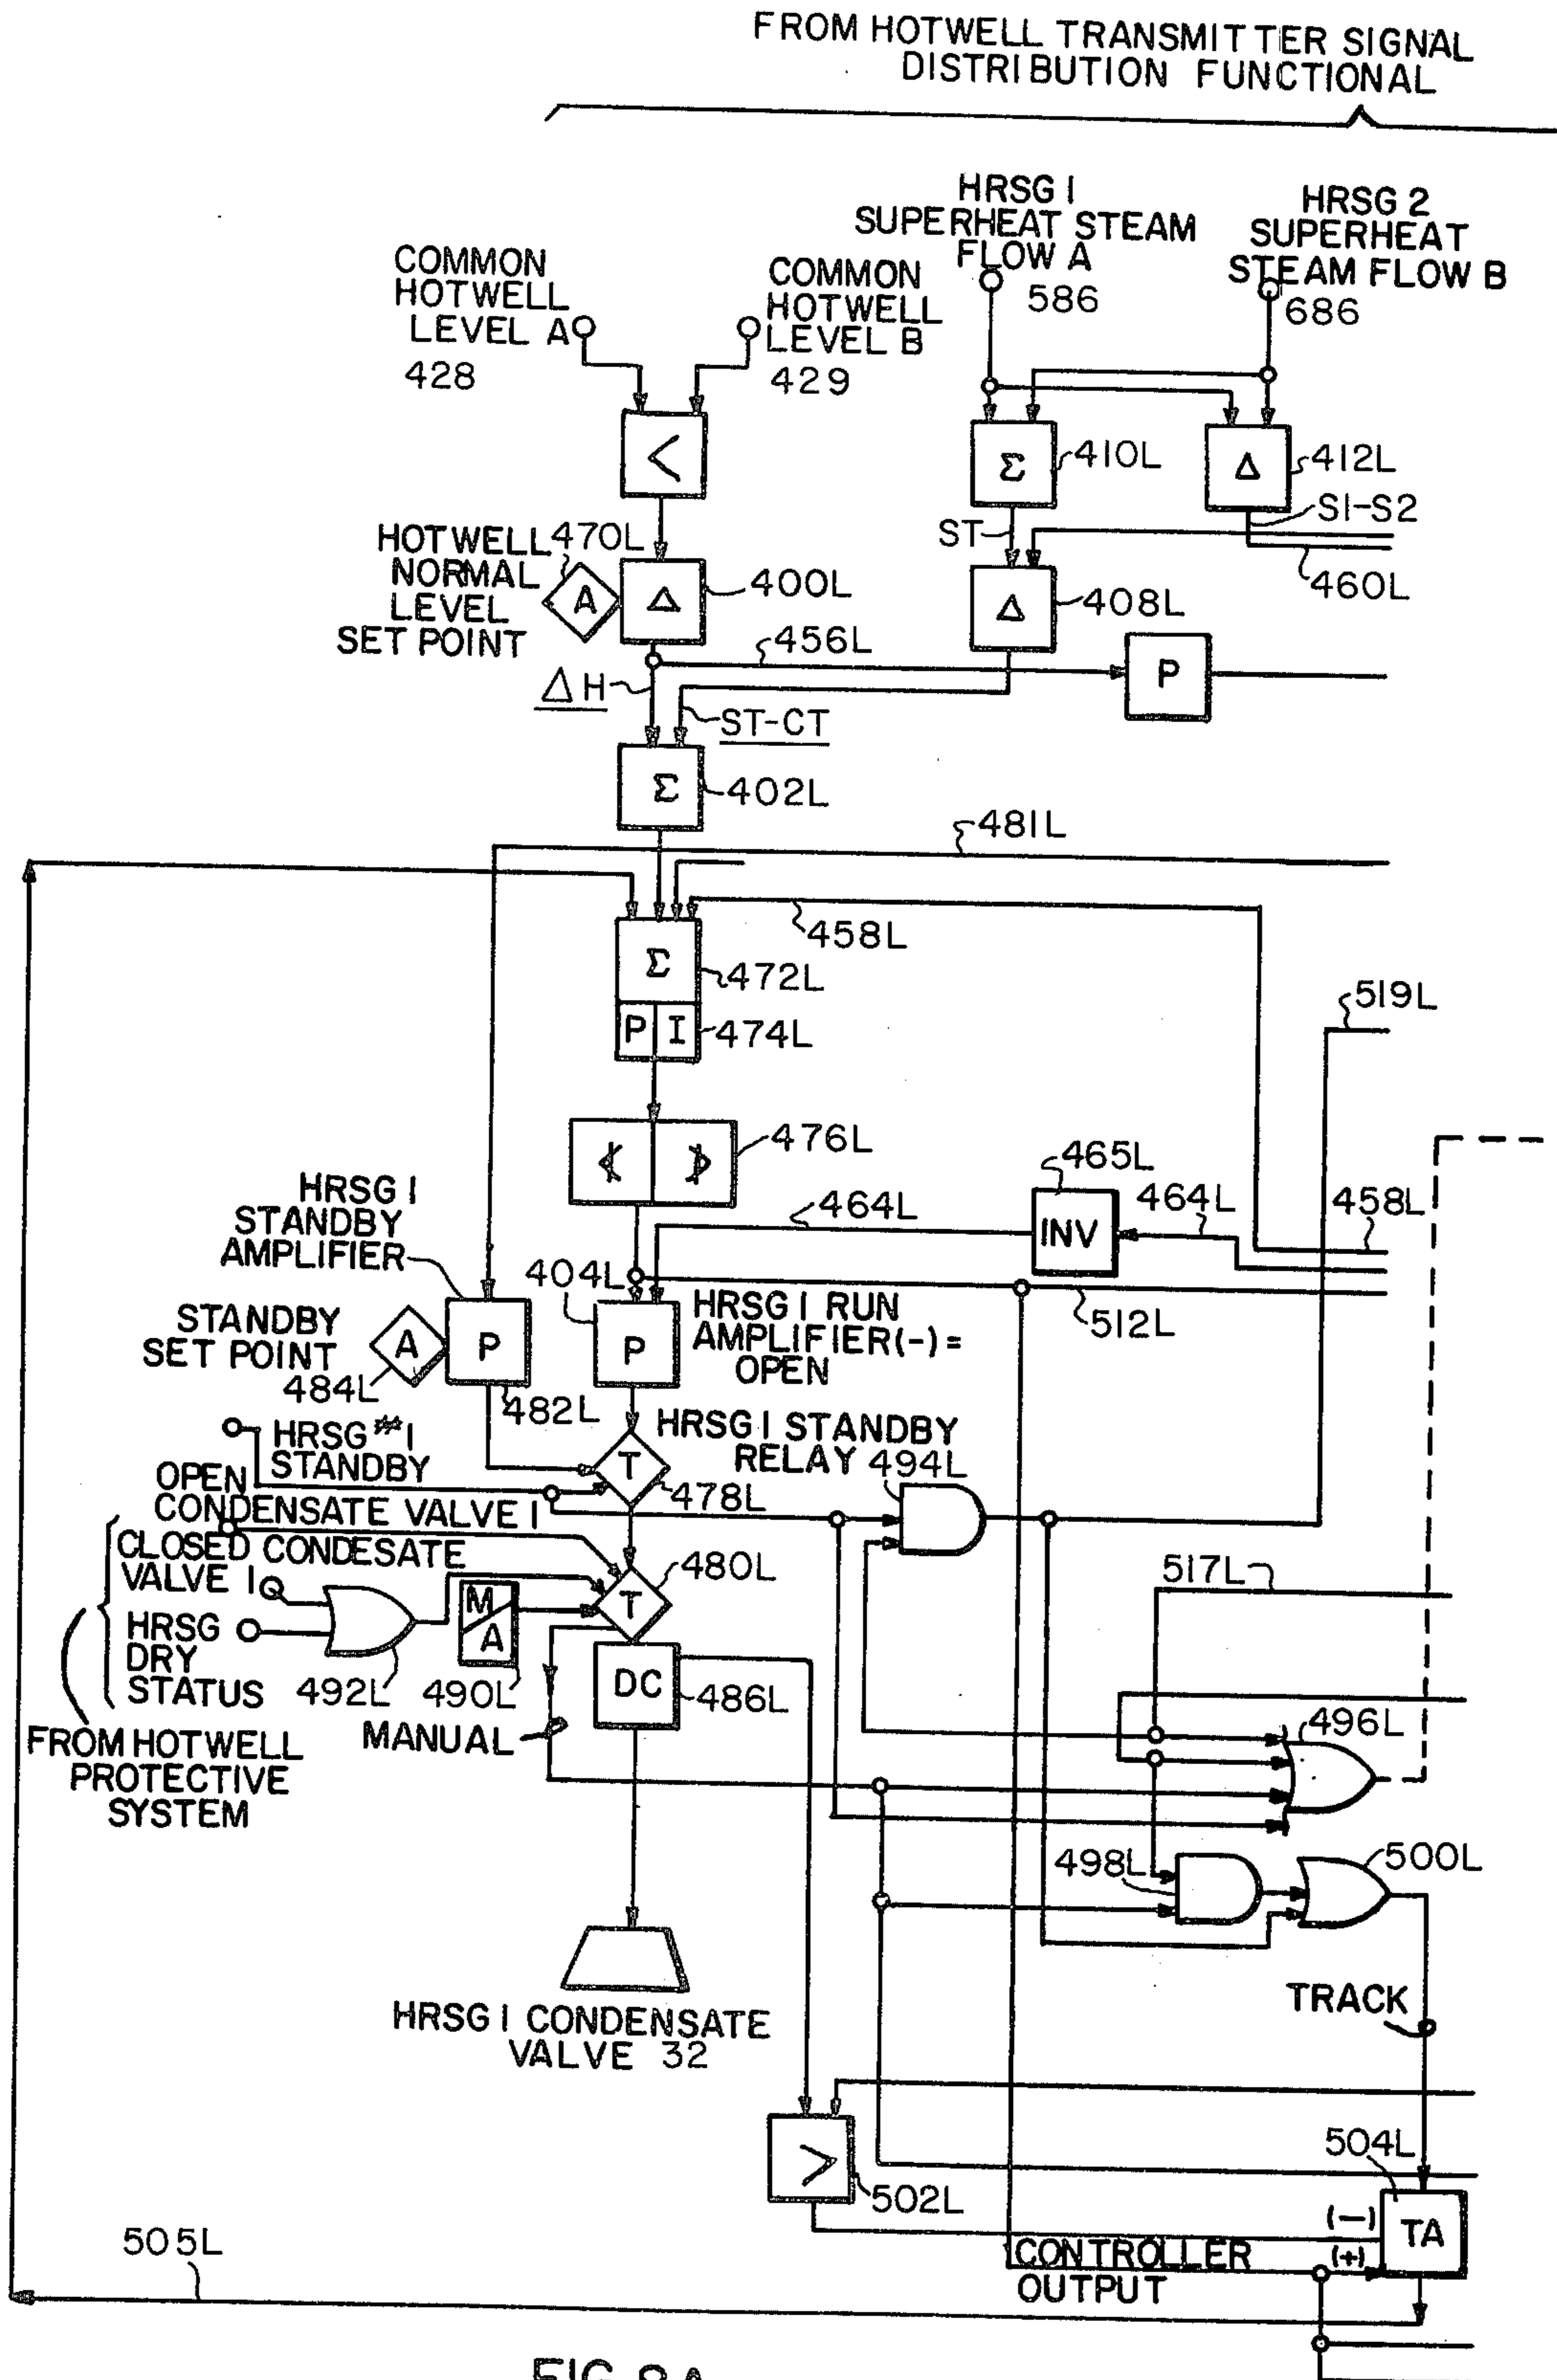 FROM HOTWELL TRANSMITTER SIGNAL
DISTRIBUTION FUNCTIONAL
HRSG 1
SUPERHEAT STEAM
FLOW A
586
HRSG 2
SUPERHEAT
STEAM FLOW B
686
COMMON
HOTWELL
LEVEL A
428
COMMON
HOTWELL
LEVEL B
429
<
Σ
410L
Δ
412L
S1-S2
ST
460L
HOTWELL
NORMAL
LEVEL
SET POINT
470L
A
Δ
400L
Δ
408L
456L
P
ΔH
ST-CT
Σ
402L
481L
458L
Σ
472L
P I
474L
519L
476L
465L
INV
464L
464L
458L
HRSG 1
STANDBY
AMPLIFIER
404L
512L
STANDBY
SET POINT
A
484L
P
482L
P
HRSG 1 RUN
AMPLIFIER (-) =
OPEN
HRSG #1
STANDBY
T
478L
HRSG 1 STANDBY
RELAY
494L
OPEN
CONDENSATE VALVE 1
CLOSED CONDESATE
VALVE 1
HRSG
DRY
STATUS
492L
M
A
490L
T
480L
DC
486L
517L
MANUAL
FROM HOTWELL
PROTECTIVE
SYSTEM
496L
498L
500L
TRACK
HRSG 1 CONDENSATE
VALVE 32
>
502L
504L
TA
(-)
(+)
CONTROLLER
OUTPUT
505L
FIG. 8A